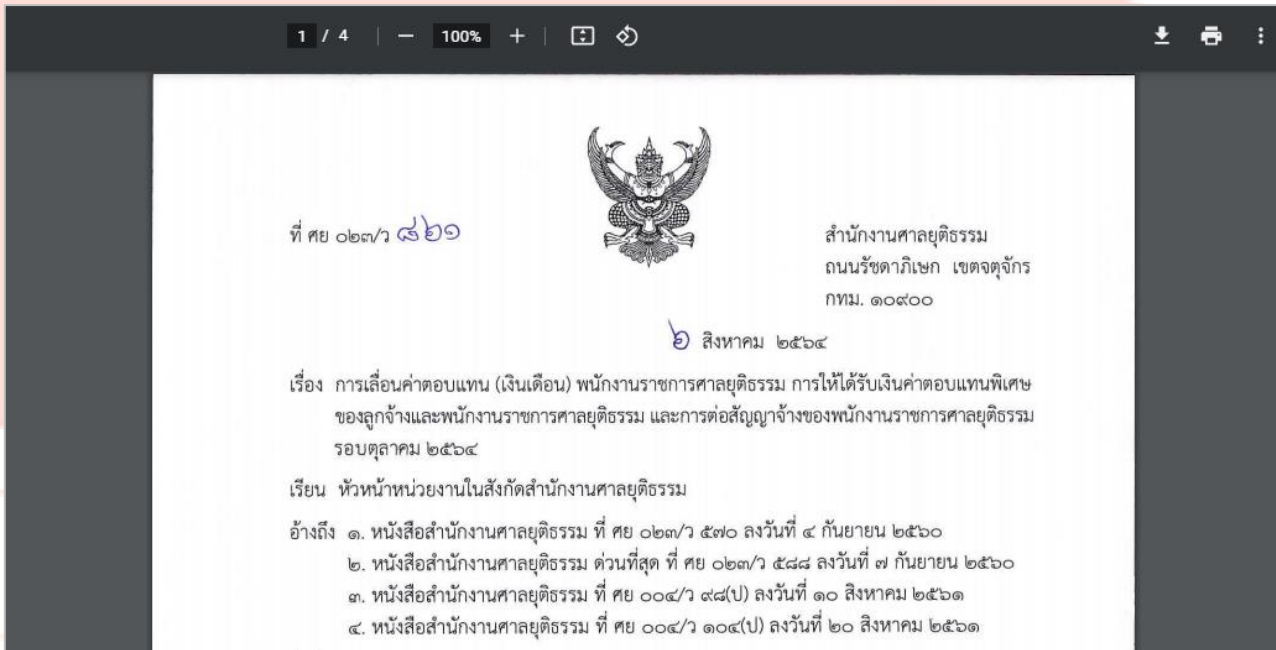 1 / 4 | — 100% + |
ที่ ศย ๐๒๓/ว ๘๒๑
สำนักงานศาลยุติธรรม
ถนนรัชดาภิเษก เขตจตุจักร
กทม. ๑๐๙๐๐
๖ สิงหาคม ๒๕๖๔
เรื่อง การเลื่อนค่าตอบแทน (เงินเดือน) พนักงานราชการศาลยุติธรรม การให้ได้รับเงินค่าตอบแทนพิเศษ
ของลูกจ้างและพนักงานราชการศาลยุติธรรม และการต่อสัญญาจ้างของพนักงานราชการศาลยุติธรรม
รอบตุลาคม ๒๕๖๔
เรียน หัวหน้าหน่วยงานในสังกัดสำนักงานศาลยุติธรรม
อ้างถึง ๑. หนังสือสำนักงานศาลยุติธรรม ที่ ศย ๐๒๓/ว ๕๗๐ ลงวันที่ ๔ กันยายน ๒๕๖๐
๒. หนังสือสำนักงานศาลยุติธรรม ด่วนที่สุด ที่ ศย ๐๒๓/ว ๕๘๘ ลงวันที่ ๗ กันยายน ๒๕๖๐
๓. หนังสือสำนักงานศาลยุติธรรม ที่ ศย ๐๐๔/ว ๙๘(ป) ลงวันที่ ๑๐ สิงหาคม ๒๕๖๑
๔. หนังสือสำนักงานศาลยุติธรรม ที่ ศย ๐๐๔/ว ๑๐๔(ป) ลงวันที่ ๒๐ สิงหาคม ๒๕๖๑